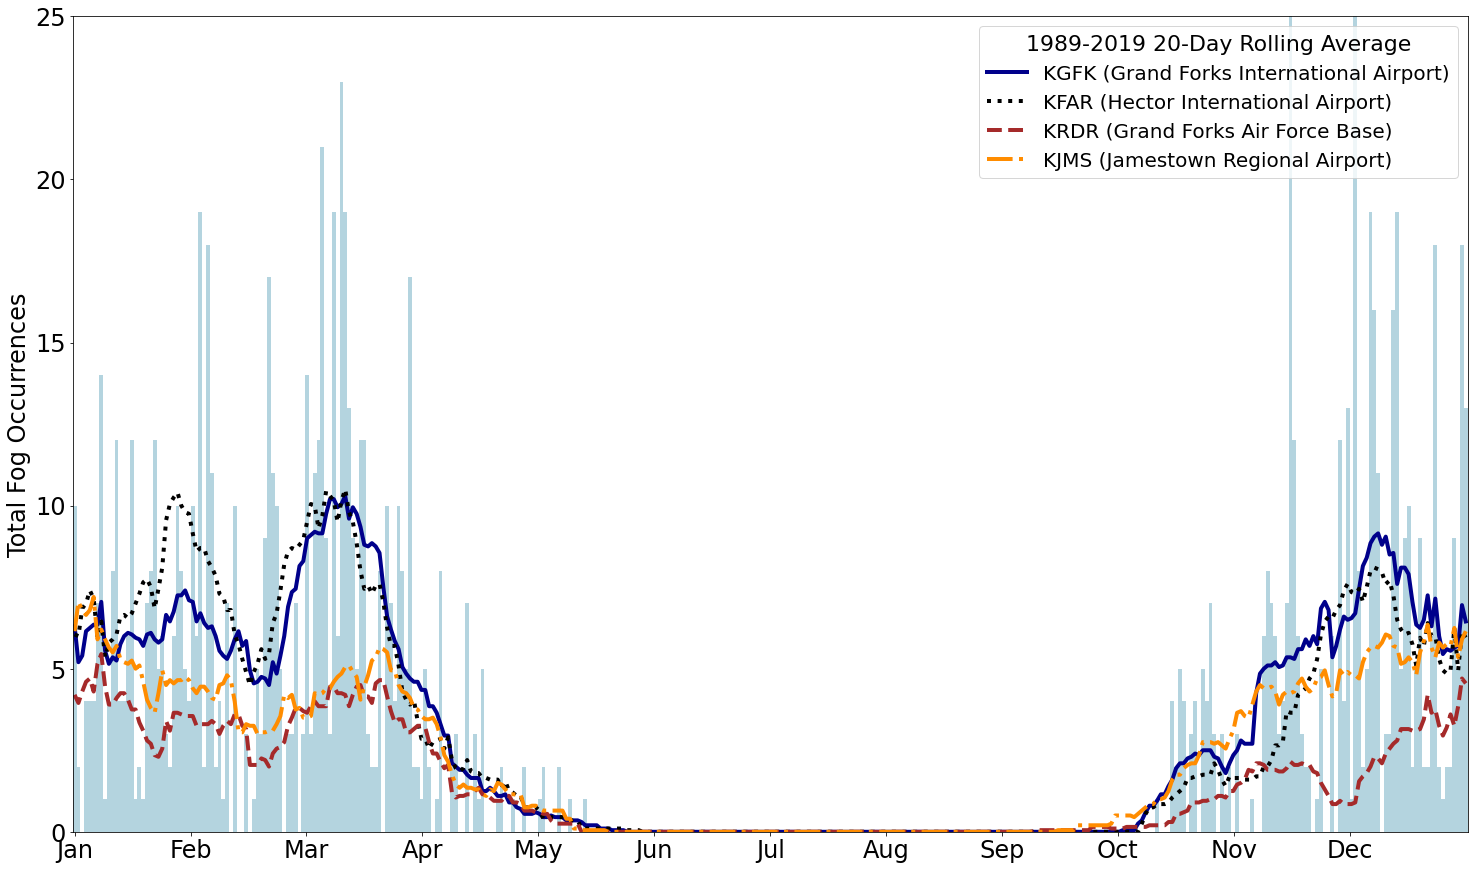 1989-2019 20-Day Rolling Average
KGFK (Grand Forks International Airport)
KFAR (Hector International Airport)
KRDR (Grand Forks Air Force Base)
KJMS (Jamestown Regional Airport)
Total Fog Occurrences
25
20
15
10
5
0
Jan Feb Mar Apr May Jun Jul Aug Sep Oct Nov Dec